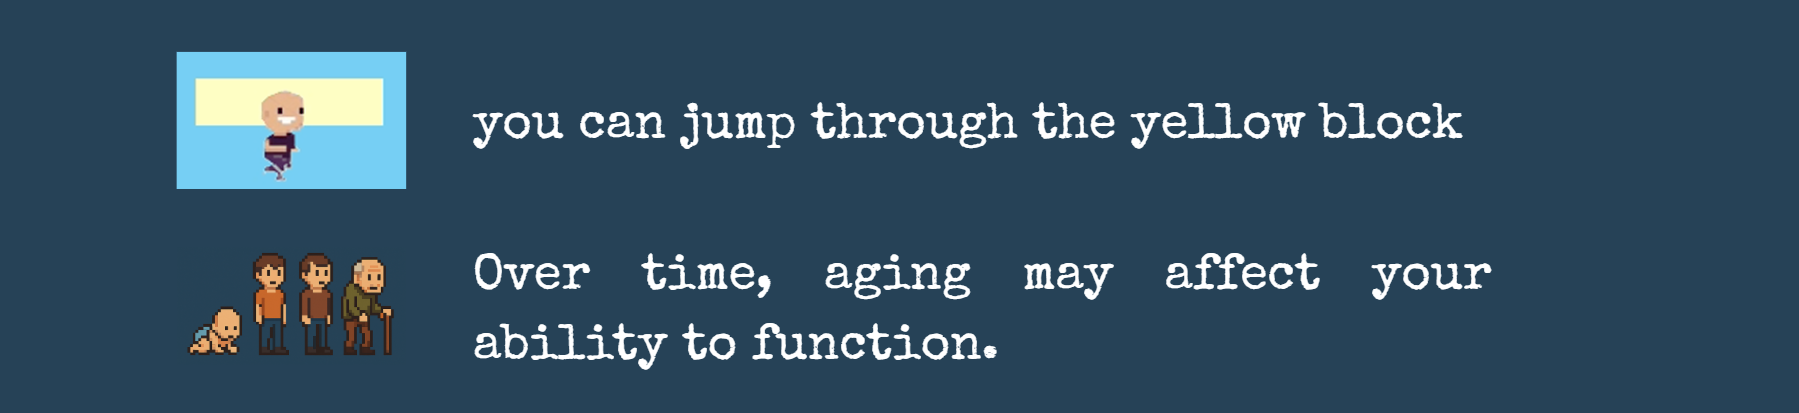 you can jump through the yellow block
Over time, aging may affect your
ability to function.